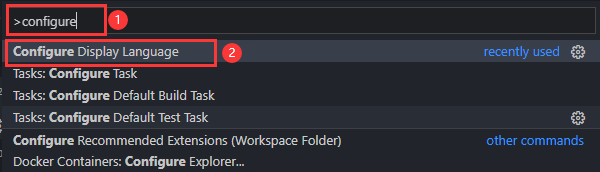 >configure 1
Configure Display Language 2 recently used
Tasks: Configure Task
Tasks: Configure Default Build Task
Tasks: Configure Default Test Task
Configure Recommended Extensions (Workspace Folder) other commands
Docker Containers: Configure Explorer...